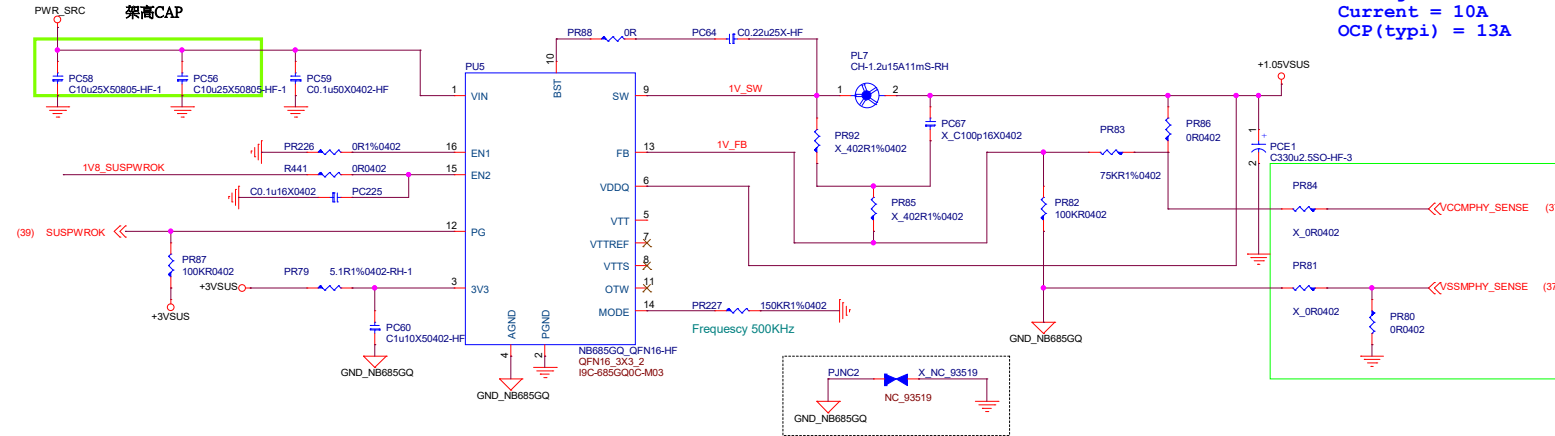 PWR_SRC
架高CAP
Current = 10A
OCP(typi) = 13A
PC58
C10u25X50805-HF-1
PC56
C10u25X50805-HF-1
PC59
C0.1u50X0402-HF
PR88
0R
PC64
C0.22u25X-HF
PL7
CH-1.2u15A11mS-RH
+1.05VSUS
PU5
10
BST
1
VIN
SW
9
1V_SW
1
2
PR92
X_402R1%0402
PC67
X_C100p16X0402
PR83
75KR1%0402
PR86
0R0402
1
+
2
PCE1
C330u2.5SO-HF-3
PR226
0R1%0402
16
EN1
FB
13
1V_FB
1V8_SUSPWROK
R441
0R0402
15
EN2
C0.1u16X0402
PC225
VDDQ
6
PR85
X_402R1%0402
PR82
100KR0402
PR84
X_0R0402
VCCMPHY_SENSE
(37
VTT
5
(39)
SUSPWROK
12
PG
VTTREF
7
VTTS
8
OTW
11
PR87
100KR0402
+3VSUS
+3VSUS
PR79
5.1R1%0402-RH-1
3
3V3
MODE
14
PR227
150KR1%0402
Frequescy 500KHz
PR81
X_0R0402
VSSMPHY_SENSE
(37
PR80
0R0402
PC60
C1u10X50402-HF
GND_NB685GQ
AGND
4
PGND
2
GND_NB685GQ
NB685GQ_QFN16-HF
QFN16_3X3_2
I9C-685GQ0C-M03
GND_NB685GQ
PJNC2
X_NC_93519
NC_93519
GND_NB685GQ